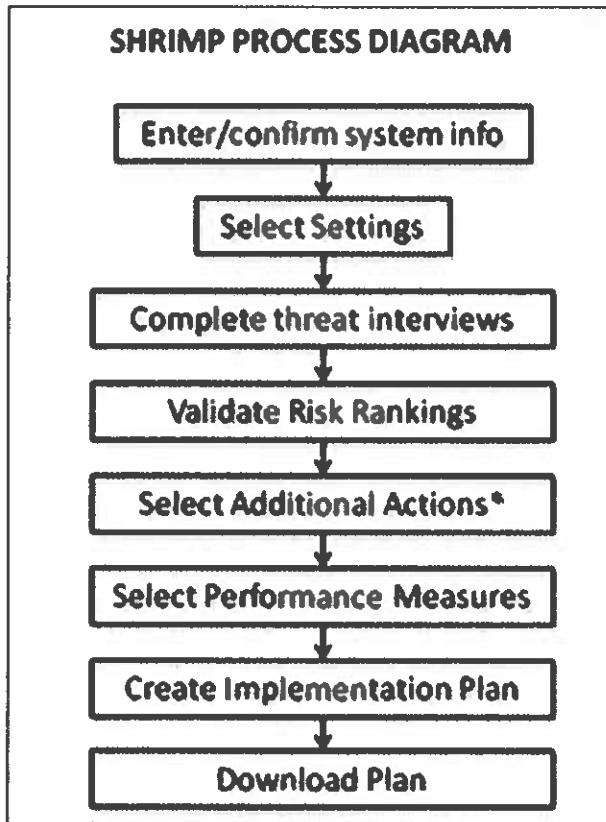 SHRIMP PROCESS DIAGRAM
Enter/confirm system info
Select Settings
Complete threat interviews
Validate Risk Rankings
Select Additional Actions*
Select Performance Measures
Create Implementation Plan
Download Plan